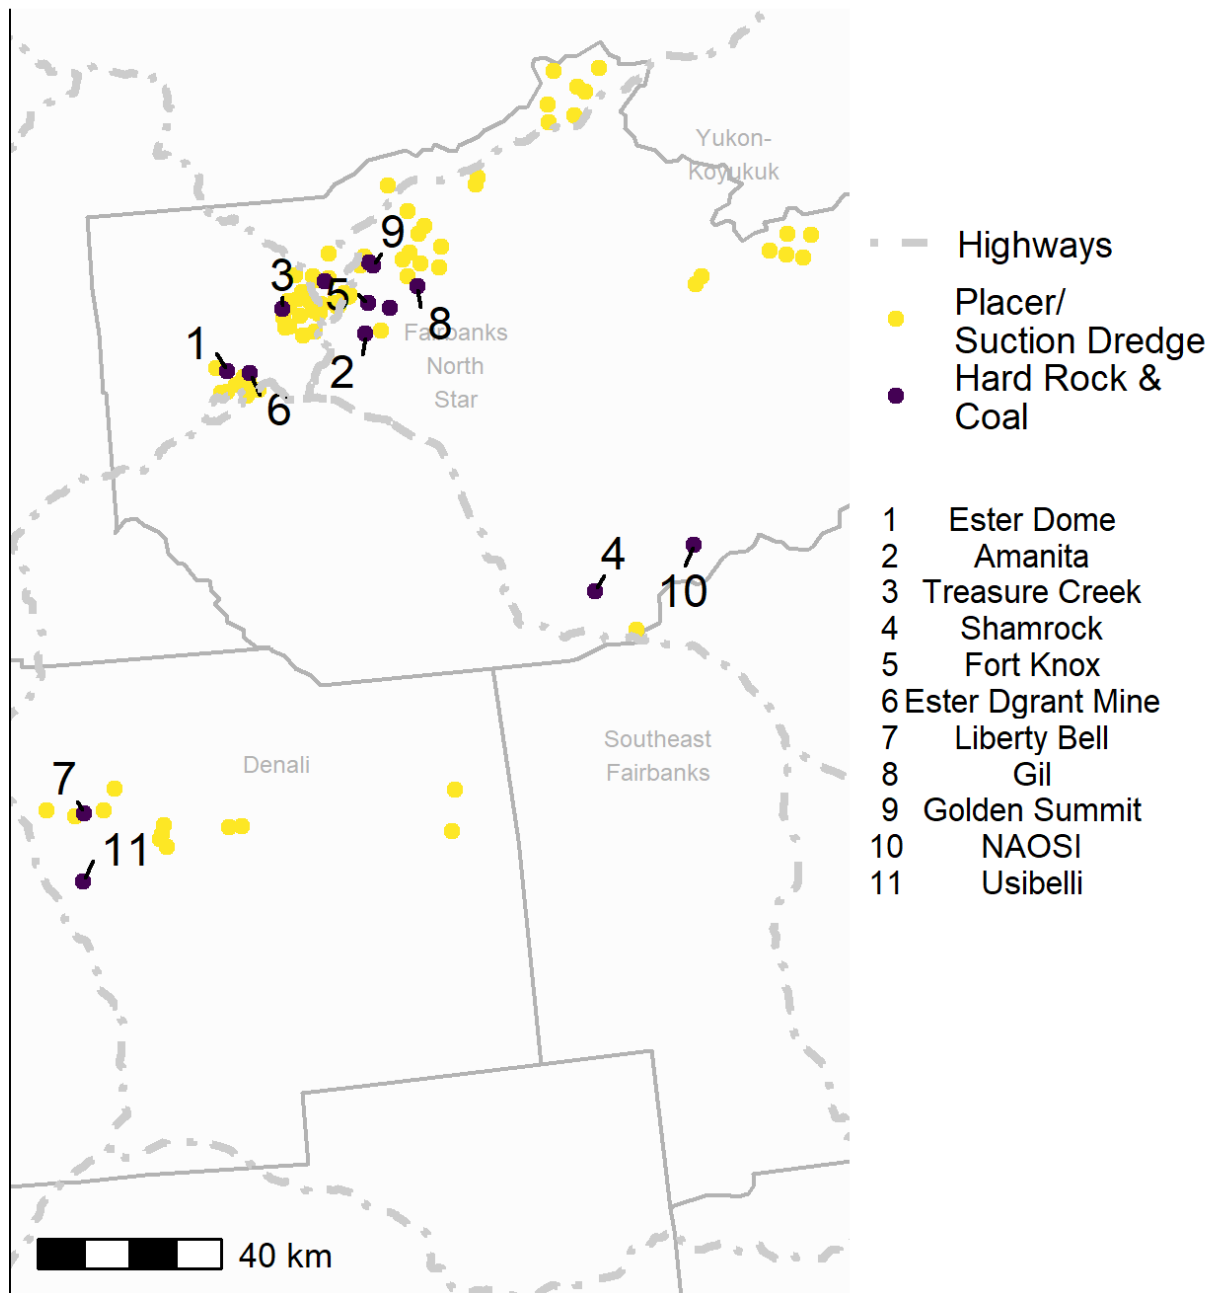 Yukon-
Koyukuk
9
3
5
8
1
Fairbanks
North
Star
2
6
4
10
7
Denali
Southeast
Fairbanks
11
40 km
Highways
Placer/
Suction Dredge
Hard Rock &
Coal
1 Ester Dome
2 Amanita
3 Treasure Creek
4 Shamrock
5 Fort Knox
6 Ester Dgrant Mine
7 Liberty Bell
8 Gil
9 Golden Summit
10 NAOSI
11 Usibelli